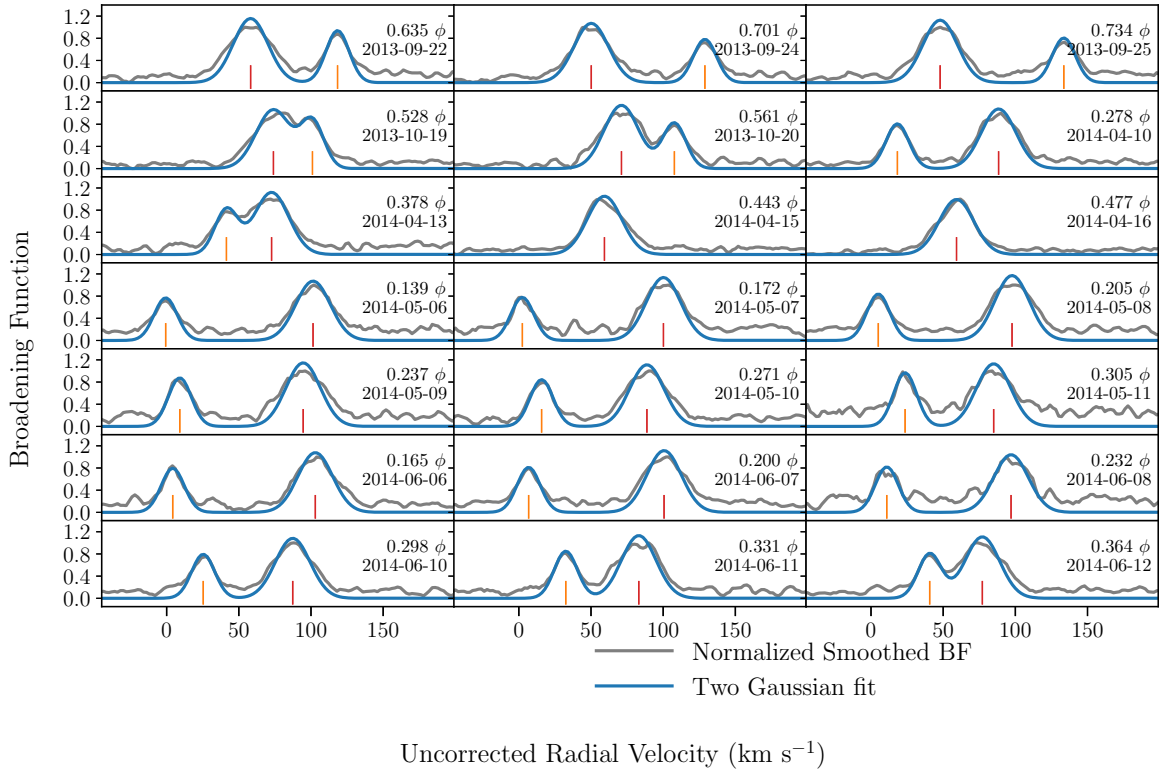 1.2
0.8
0.4
0.0
0.635 ϕ
2013-09-22
0.701 ϕ
2013-09-24
0.734 ϕ
2013-09-25
1.2
0.8
0.4
0.0
0.528 ϕ
2013-10-19
0.561 ϕ
2013-10-20
0.278 ϕ
2014-04-10
1.2
0.8
0.4
0.0
0.378 ϕ
2014-04-13
0.443 ϕ
2014-04-15
0.477 ϕ
2014-04-16
Broadening Function
1.2
0.8
0.4
0.0
0.139 ϕ
2014-05-06
0.172 ϕ
2014-05-07
0.205 ϕ
2014-05-08
1.2
0.8
0.4
0.0
0.237 ϕ
2014-05-09
0.271 ϕ
2014-05-10
0.305 ϕ
2014-05-11
1.2
0.8
0.4
0.0
0.165 ϕ
2014-06-06
0.200 ϕ
2014-06-07
0.232 ϕ
2014-06-08
1.2
0.8
0.4
0.0
0.298 ϕ
2014-06-10
0.331 ϕ
2014-06-11
0.364 ϕ
2014-06-12
0 50 100 150 0 50 100 150 0 50 100 150
Normalized Smoothed BF
Two Gaussian fit
Uncorrected Radial Velocity (km s⁻¹)